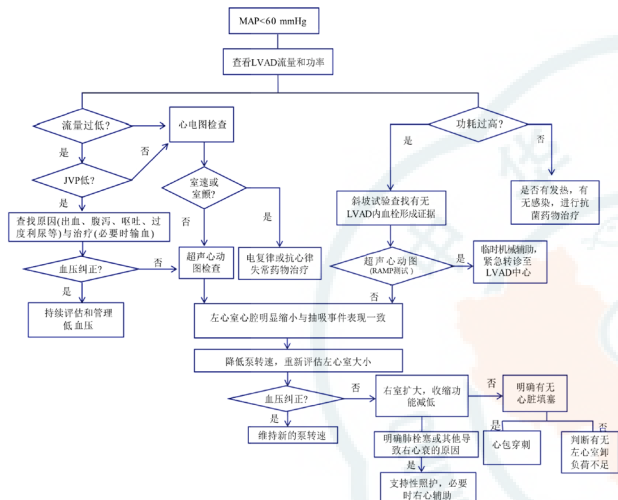 MAP<60 mmHg
查看LVAD流量和功率
流量过低?
心电图检查
功耗过高?
是
否
是
否
JVP低?
室速或
室颤?
斜坡试验查找有无
LVAD内血栓形成证据
是否有发热，有
无感染，进行抗
菌药物治疗
是
否
是
查找原因(出血、腹泻、呕吐、过
度利尿等)与治疗(必要时输血)
血压纠正?
否
超声心动
图检查
电复律或抗心律
失常药物治疗
超声心动图
(RAMP测试)
是
临时机械辅助，
紧急转诊至
LVAD中心
是
否
持续评估和管理
低血压
左心室心腔明显缩小与抽吸事件表现一致
降低泵转速，重新评估左心室大小
血压纠正?
否
右室扩大，收缩功
能减低
否
明确有无
心脏填塞
是
是
是
否
维持新的泵转速
明确肺栓塞或其他导
致右心衰的原因
心包穿刺
判断有无
左心室卸
负荷不足
是
支持性照护，必要
时右心辅助